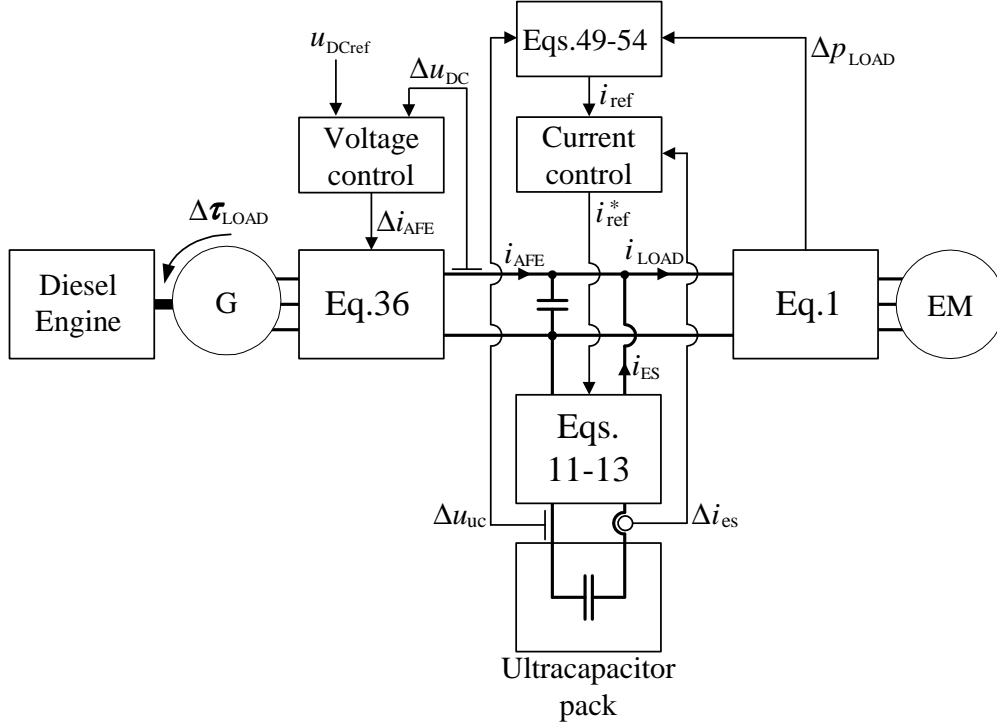 Eqs.49-54
u_DCref
Δu_DC
Δp_LOAD
i_ref
Voltage
control
Current
control
Δτ_LOAD
Δi_AFE
i*_ref
i_AFE
i_LOAD
Diesel
Engine
G
Eq.36
Eq.1
EM
i_ES
Eqs.
11-13
Δu_uc
Δi_es
Ultracapacitor
pack